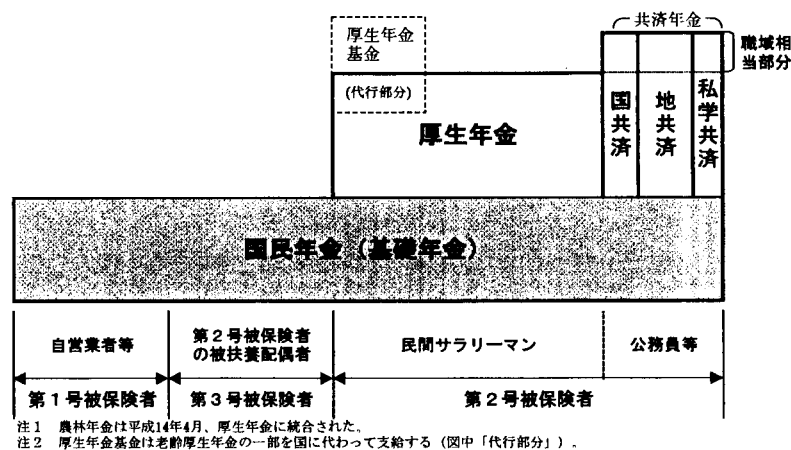 共済年金
厚生年金
基金
職域相
当部分
(代行部分)
厚生年金
国共済
地共済
私学共済
国民年金（基礎年金）
自営業者等
第２号被保険者
の被扶養配偶者
民間サラリーマン
公務員等
第１号被保険者
第３号被保険者
第２号被保険者
注１　農林年金は平成14年4月、厚生年金に統合された。
注２　厚生年金基金は老齢厚生年金の一部を国に代わって支給する（図中「代行部分」）。